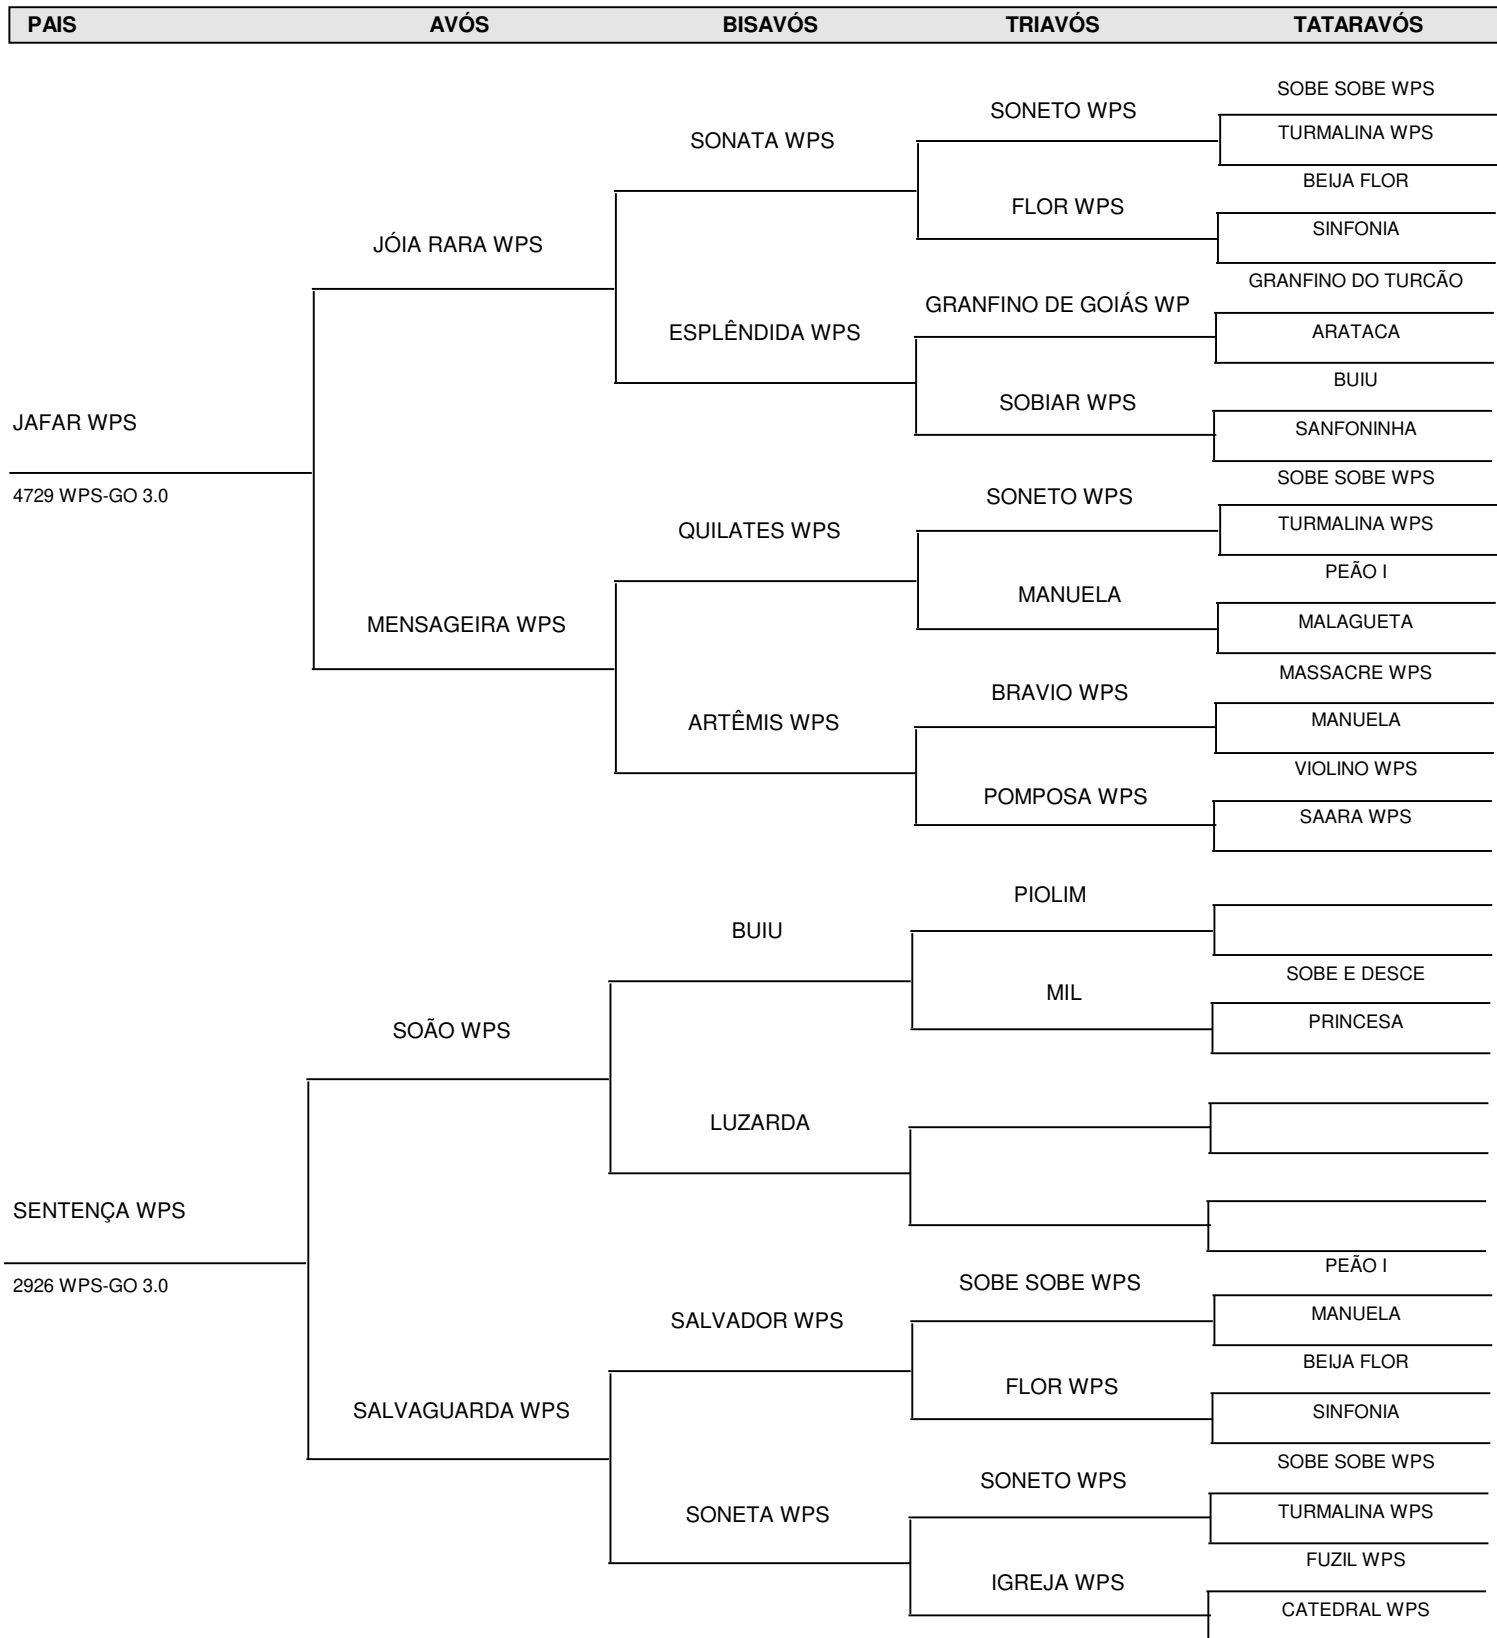 PAIS AVÓS BISAVÓS TRIAVÓS TATARAVÓS
SOBE SOBE WPS
SONETO WPS
TURMALINA WPS
SONATA WPS
BEIJA FLOR
FLOR WPS
SINFONIA
JÓIA RARA WPS
GRANFINO DO TURCÃO
GRANFINO DE GOIÁS WP
ARATACA
ESPLÊNDIDA WPS
BUIU
SOBIAR WPS
JAFAR WPS
SANFONINHA
SOBE SOBE WPS
4729 WPS-GO 3.0
SONETO WPS
TURMALINA WPS
QUILATES WPS
PEÃO I
MANUELA
MALAGUETA
MENSAGEIRA WPS
MASSACRE WPS
BRAVIO WPS
MANUELA
ARTÊMIS WPS
VIOLINO WPS
POMPOSA WPS
SAARA WPS
PIOLIM
BUIU
SOBE E DESCE
MIL
PRINCESA
SOÃO WPS
LUZARDA
SENTENÇA WPS
PEÃO I
2926 WPS-GO 3.0
SOBE SOBE WPS
MANUELA
SALVADOR WPS
BEIJA FLOR
FLOR WPS
SINFONIA
SALVAGUARDA WPS
SOBE SOBE WPS
SONETO WPS
TURMALINA WPS
SONETA WPS
FUZIL WPS
IGREJA WPS
CATEDRAL WPS